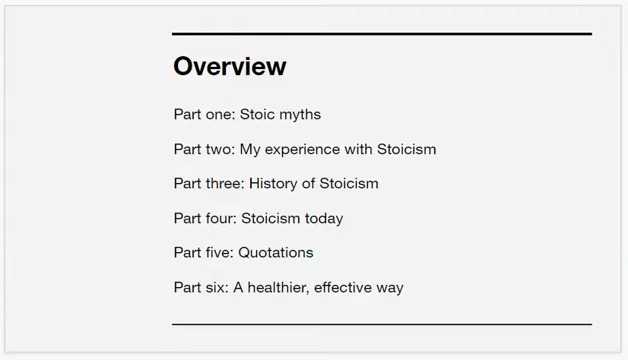 Overview
Part one: Stoic myths
Part two: My experience with Stoicism
Part three: History of Stoicism
Part four: Stoicism today
Part five: Quotations
Part six: A healthier, effective way